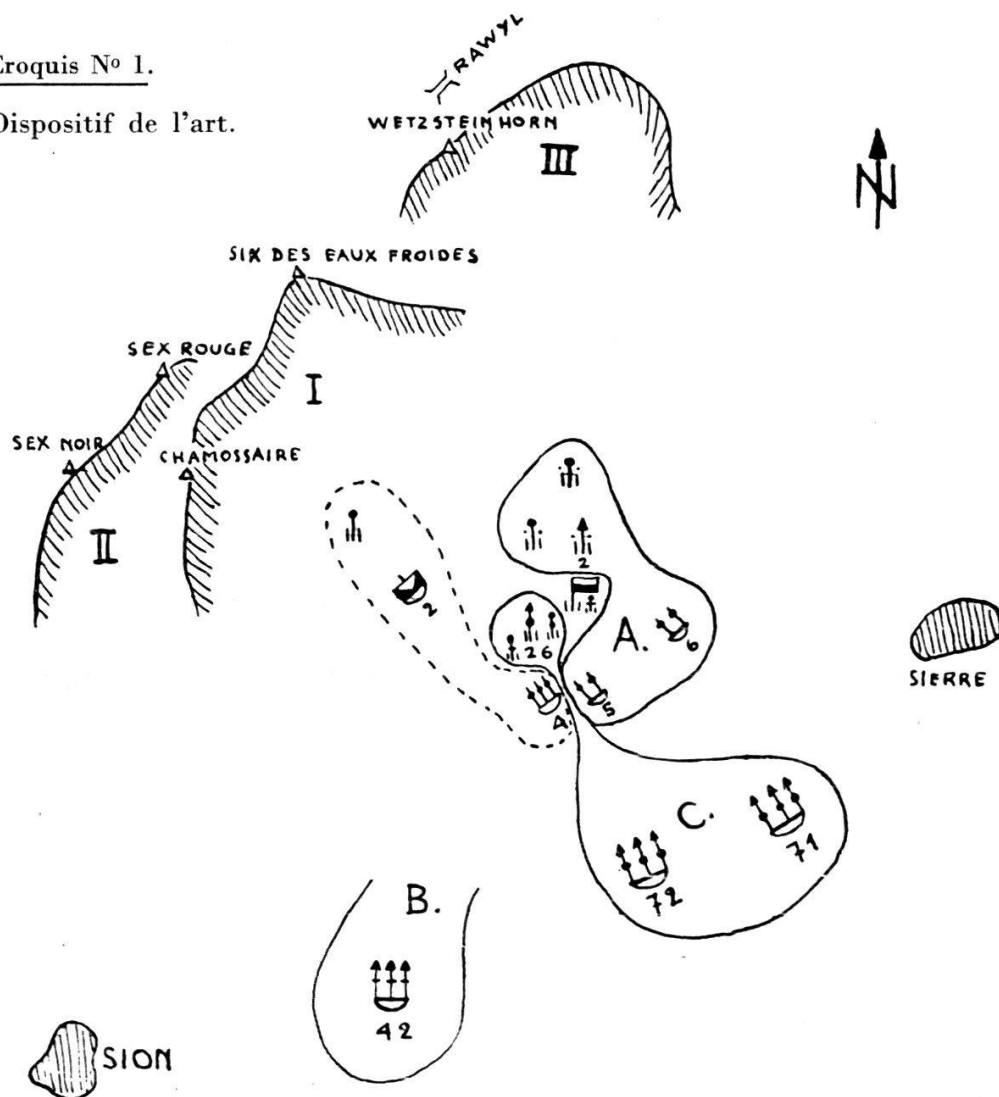 Croquis Nº 1.
Dispositif de l'art.
RAWYL
WETZSTEINHORN
III
N
SIX DES EAUX FROIDES
SEX ROUGE
I
SEX NOIR
CHAMOSSAIRE
II
2
2
A.
6
26
5
4
SIERRE
C.
71
72
B.
42
SION